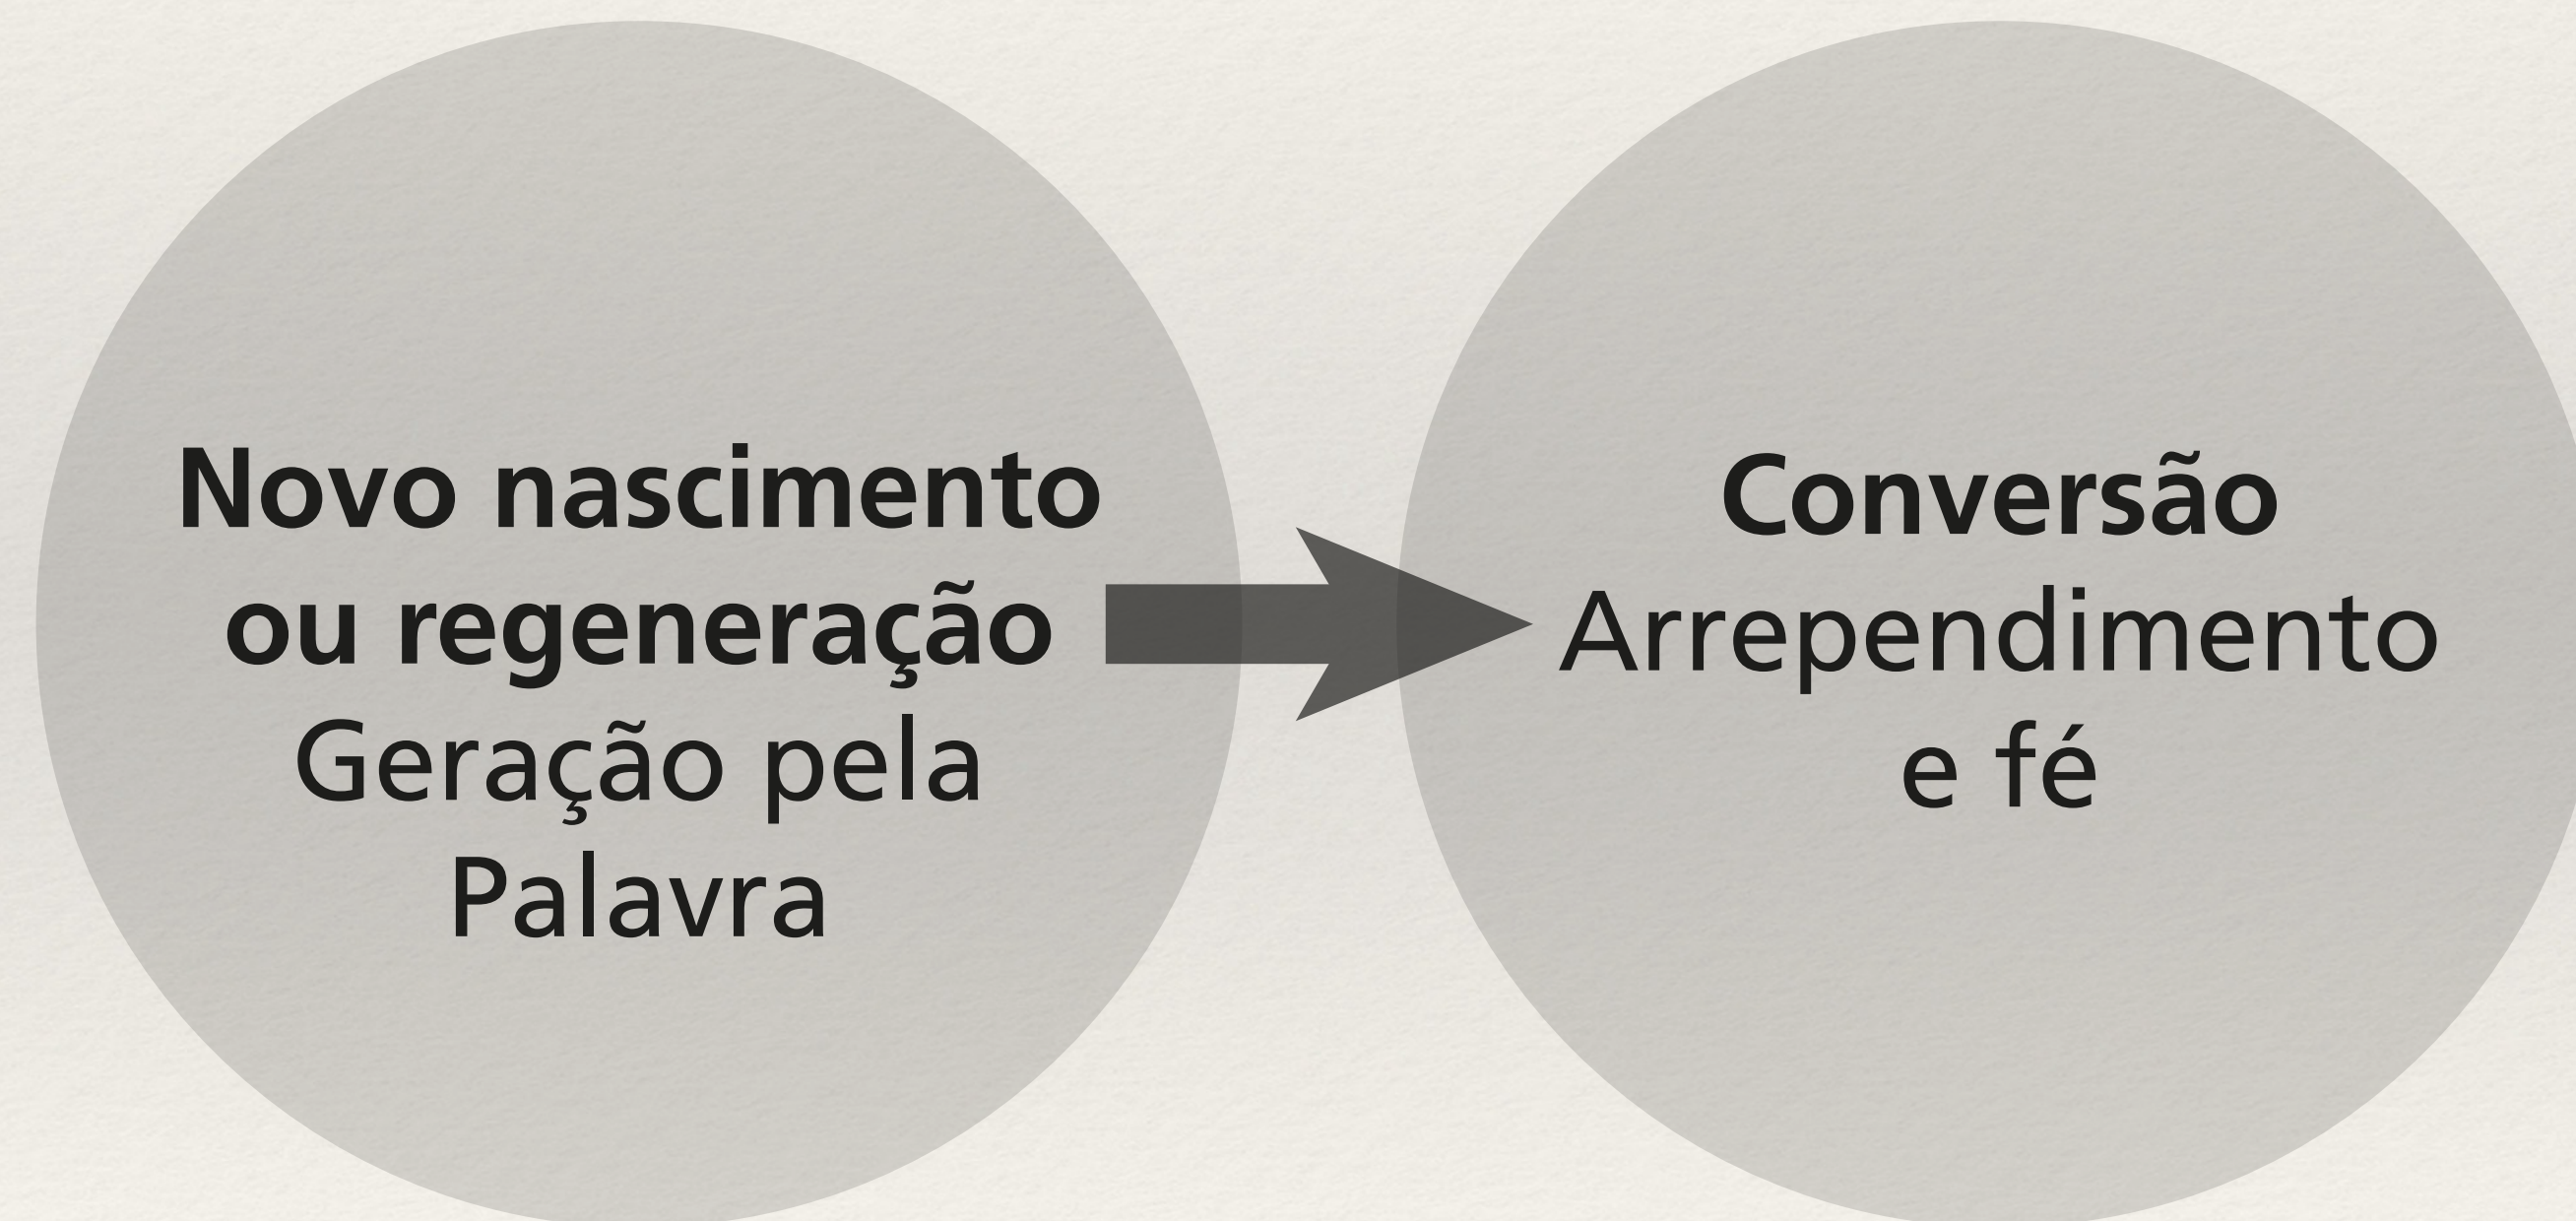 Novo nascimento
ou regeneração
Geração pela
Palavra
Conversão
Arrependimento
e fé